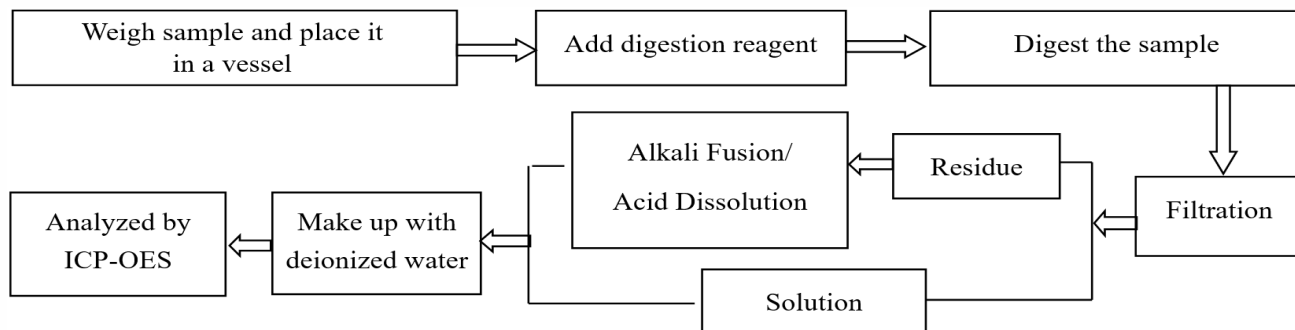 Weigh sample and place it
in a vessel
Add digestion reagent
Digest the sample
Filtration
Residue
Alkali Fusion/
Acid Dissolution
Solution
Make up with
deionized water
Analyzed by
ICP-OES